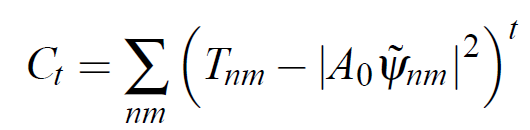 $C_t = \sum_{nm} \left( T_{nm} - |A_0 \tilde{\psi}_{nm}|^2 \right)^t$